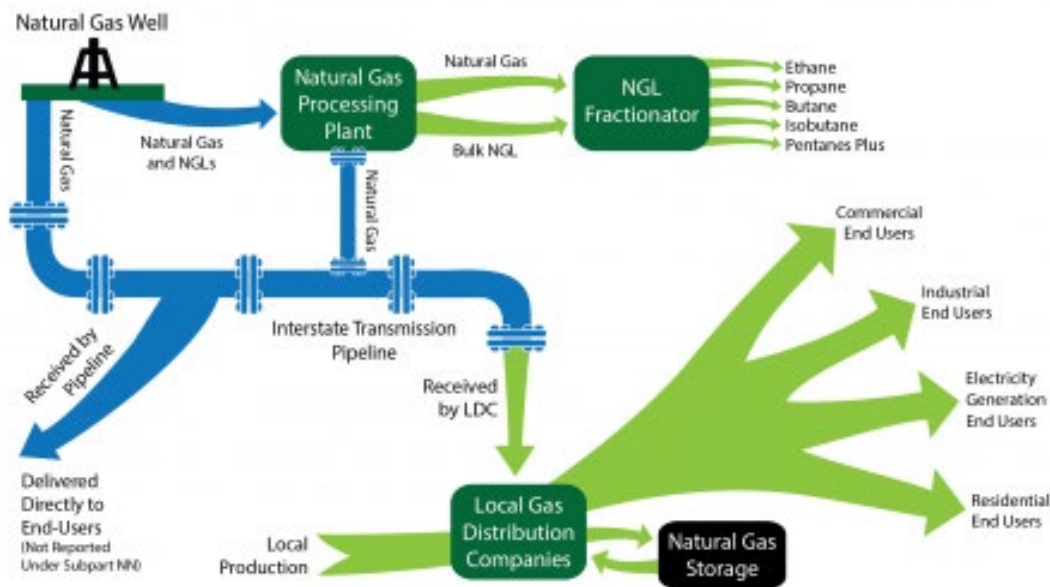 Natural Gas Well
Natural Gas
Natural Gas
and NGLs
Natural Gas
Processing
Plant
Natural Gas
Bulk NGL
NGL
Fractionator
Ethane
Propane
Butane
Isobutane
Pentanes Plus
Natural Gas
Interstate Transmission
Pipeline
Received by
Pipeline
Delivered
Directly to
End-Users
(Not Reported
Under Subpart NN)
Received
by LDC
Commercial
End Users
Industrial
End Users
Electricity
Generation
End Users
Residential
End Users
Local
Production
Local Gas
Distribution
Companies
Natural Gas
Storage